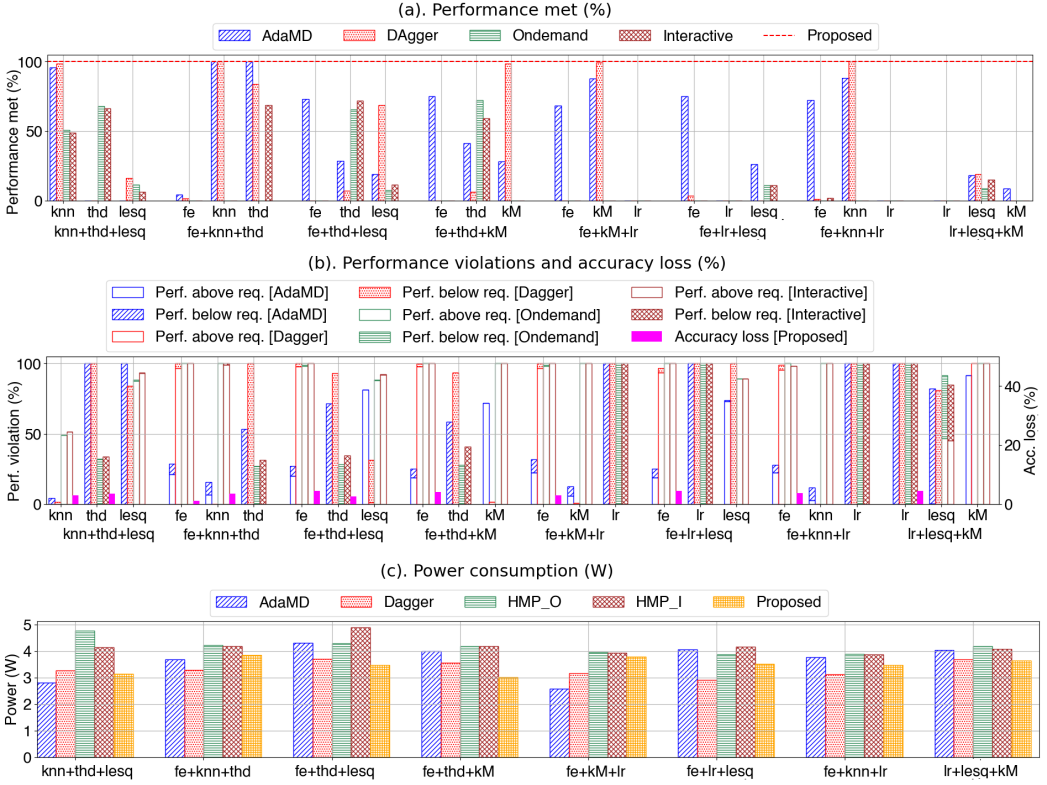 (a). Performance met (%)
AdaMD DAgger Ondemand Interactive Proposed
Performance met (%)
100
50
0
knn thd lesq fe knn thd fe thd lesq fe thd kM fe kM lr fe lr lesq fe knn lr lr lesq kM
knn+thd+lesq fe+knn+thd fe+thd+lesq fe+thd+kM fe+kM+lr fe+lr+lesq fe+knn+lr lr+lesq+kM
(b). Performance violations and accuracy loss (%)
Perf. above req. [AdaMD] Perf. below req. [Dagger] Perf. above req. [Interactive]
Perf. below req. [AdaMD] Perf. above req. [Ondemand] Perf. below req. [Interactive]
Perf. above req. [Dagger] Perf. below req. [Ondemand] Accuracy loss [Proposed]
Perf. violation (%)
100
50
0
Acc. loss (%)
40
20
0
knn thd lesq fe knn thd fe thd lesq fe thd kM fe kM lr fe lr lesq fe knn lr lr lesq kM
knn+thd+lesq fe+knn+thd fe+thd+lesq fe+thd+kM fe+kM+lr fe+lr+lesq fe+knn+lr lr+lesq+kM
(c). Power consumption (W)
AdaMD Dagger HMP_O HMP_I Proposed
Power (W)
5
4
3
2
1
0
knn+thd+lesq fe+knn+thd fe+thd+lesq fe+thd+kM fe+kM+lr fe+lr+lesq fe+knn+lr lr+lesq+kM